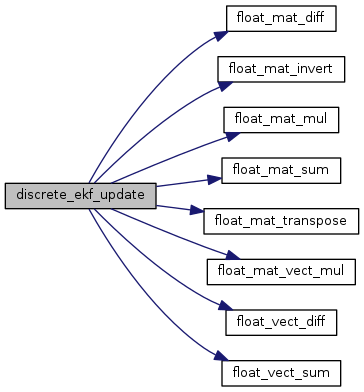 float_mat_diff
float_mat_invert
float_mat_mul
float_mat_sum
discrete_ekf_update
float_mat_transpose
float_mat_vect_mul
float_vect_diff
float_vect_sum